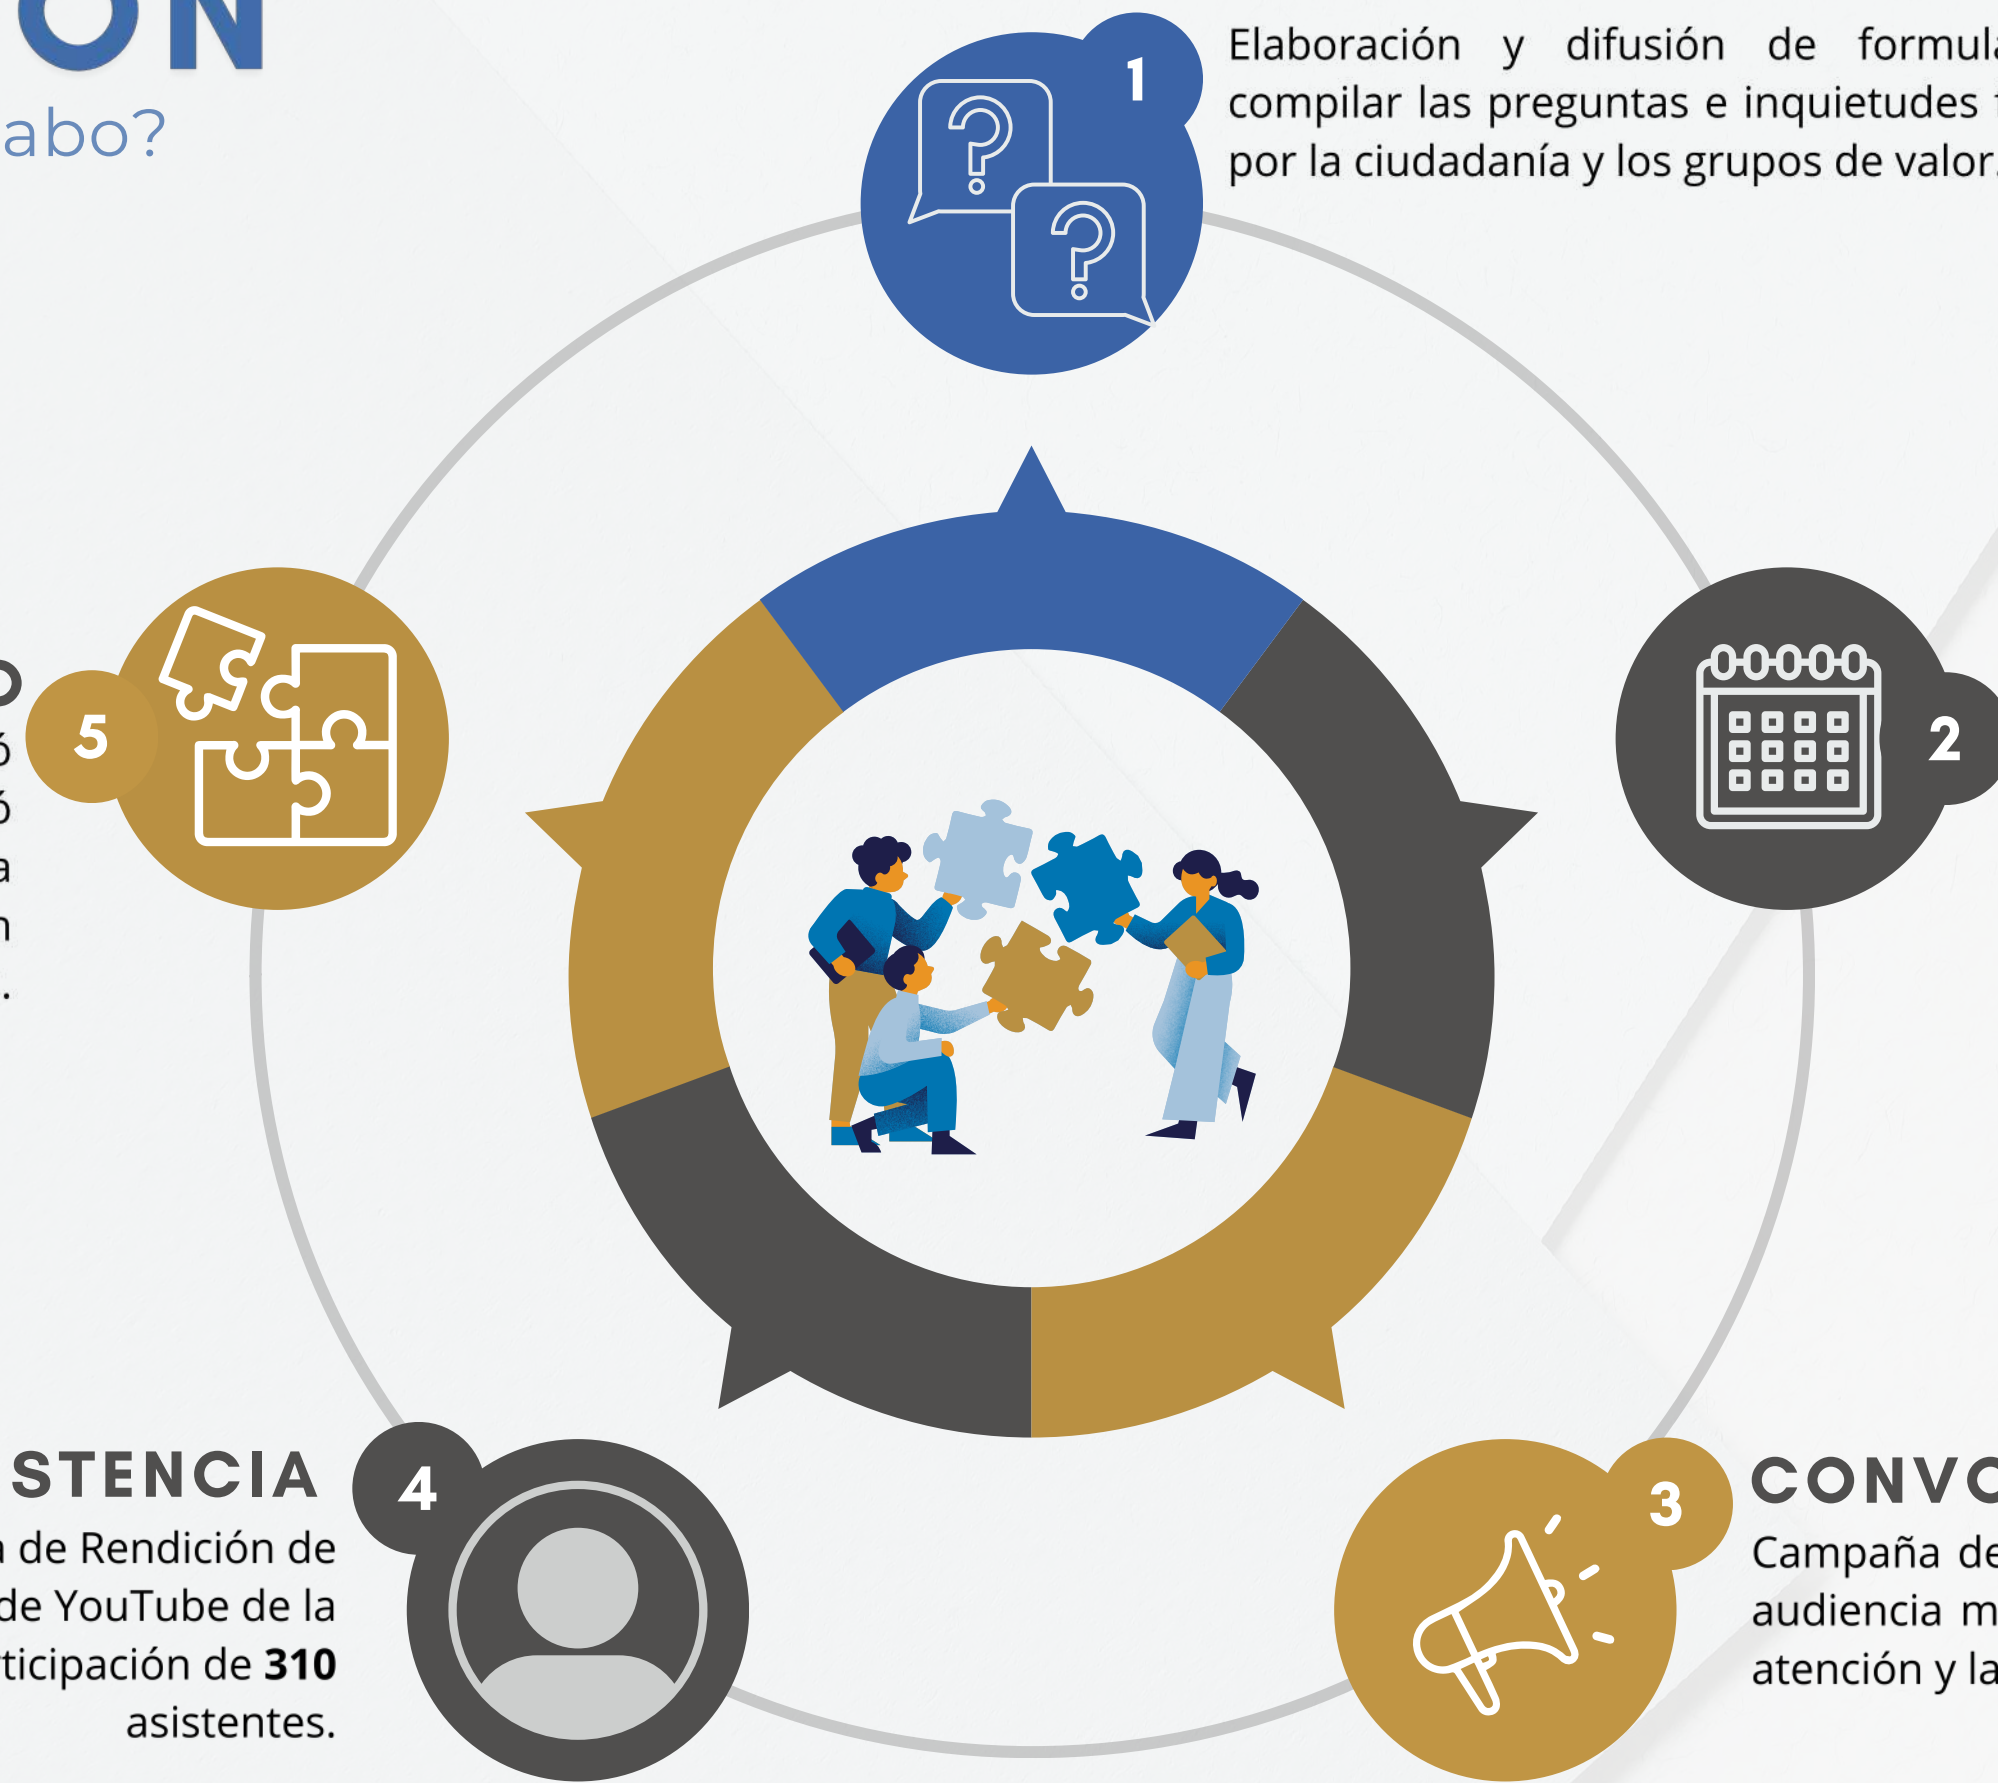 ÓN
abo?
1
Elaboración y difusión de formula
compilar las preguntas e inquietudes f
por la ciudadanía y los grupos de valor.
2
3
CONVO
Campaña de
audiencia m
atención y la
4
STENCIA
a de Rendición de
de YouTube de la
ticipación de 310
asistentes.
5
O
ó
ó
a
n
.